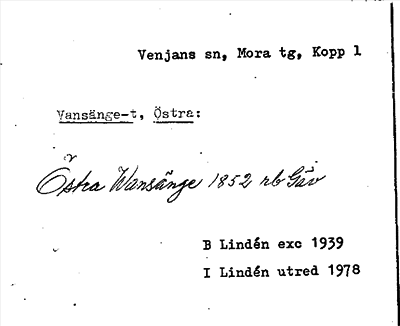 Venjans sn, Mora tg, Kopp 1
Vansänge-t, Östra:
Östra Wansänge 1852 rb Gäv
B Lindén exc 1939
I Lindén utred 1978